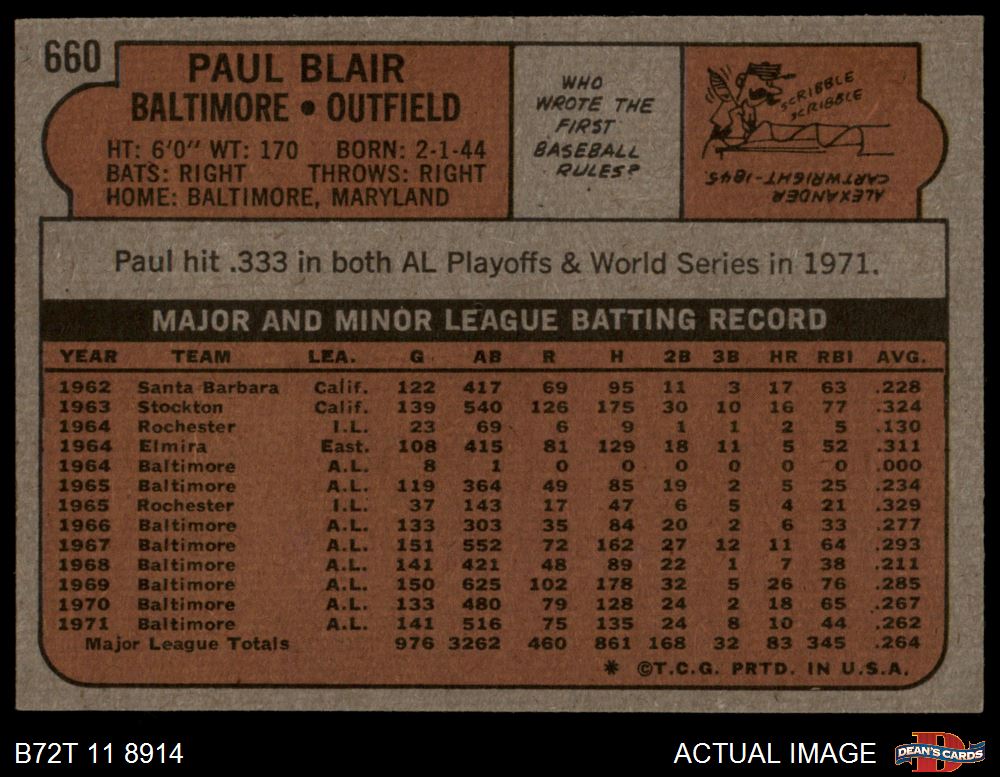 660
PAUL BLAIR
BALTIMORE • OUTFIELD
HT: 6'0" WT: 170 BORN: 2-1-44
BATS: RIGHT THROWS: RIGHT
HOME: BALTIMORE, MARYLAND
WHO
WROTE THE
FIRST
BASEBALL
RULES?
SCRIBBLE
SCRIBBLE
ALEXANDER
CARTWRIGHT-1845
Paul hit .333 in both AL Playoffs & World Series in 1971.
MAJOR AND MINOR LEAGUE BATTING RECORD
YEAR TEAM LEA. G AB R H 2B 3B HR RBI AVG.
1962 Santa Barbara Calif. 122 417 69 95 11 3 17 63 .228
1963 Stockton Calif. 139 540 126 175 30 10 16 77 .324
1964 Rochester I.L. 23 69 6 9 1 1 2 5 .130
1964 Elmira East. 108 415 81 129 18 11 5 52 .311
1964 Baltimore A.L. 8 1 0 0 0 0 0 0 .000
1965 Baltimore A.L. 119 364 49 85 19 2 5 25 .234
1965 Rochester I.L. 37 143 17 47 6 5 4 21 .329
1966 Baltimore A.L. 133 303 35 84 20 2 6 33 .277
1967 Baltimore A.L. 151 552 72 162 27 12 11 64 .293
1968 Baltimore A.L. 141 421 48 89 22 1 7 38 .211
1969 Baltimore A.L. 150 625 102 178 32 5 26 76 .285
1970 Baltimore A.L. 133 480 79 128 24 2 18 65 .267
1971 Baltimore A.L. 141 516 75 135 24 8 10 44 .262
Major League Totals 976 3262 460 861 168 32 83 345 .264
* ©T.C.G. PRTD. IN U.S.A.
B72T 11 8914
ACTUAL IMAGE
D
DEAN'S CARDS